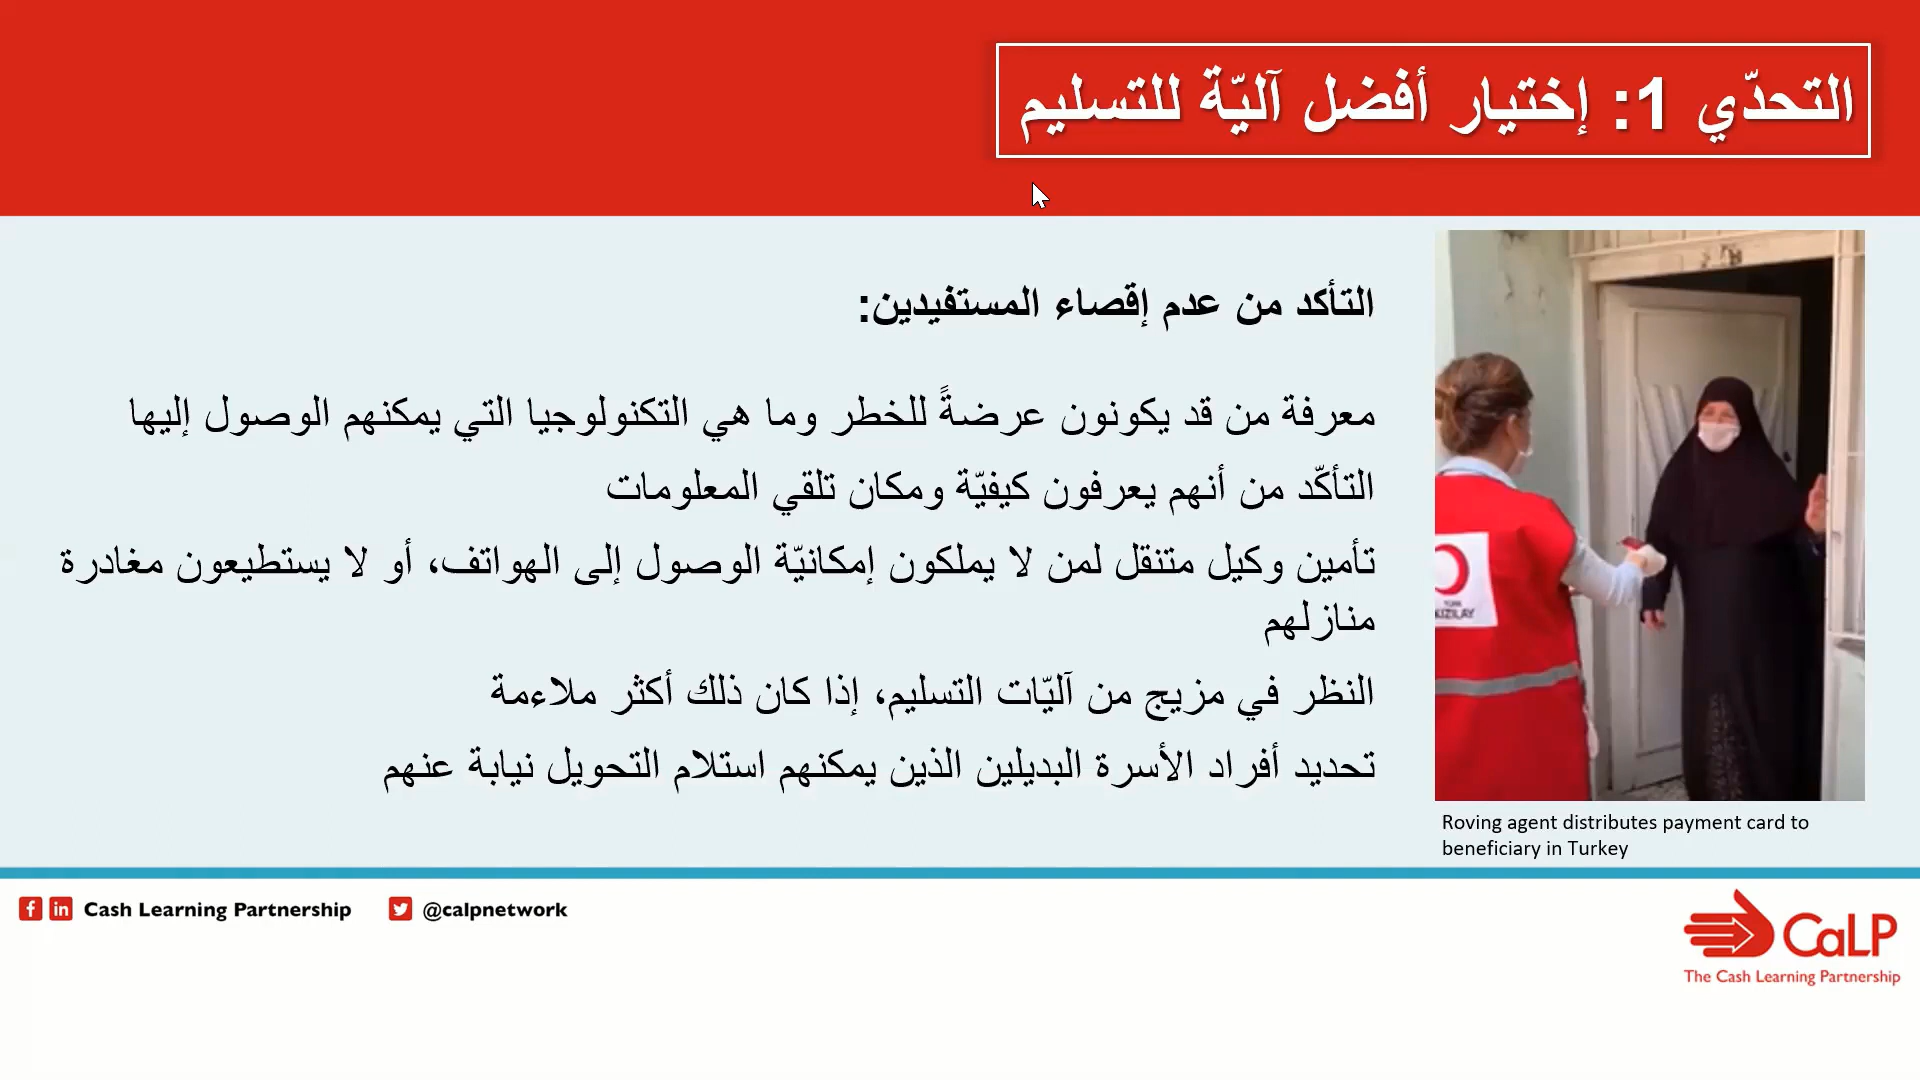 التحدّي 1: إختيار أفضل آليّة للتسليم
التأكد من عدم إقصاء المستفيدين:
معرفة من قد يكونون عرضةً للخطر وما هي التكنولوجيا التي يمكنهم الوصول إليها
التأكّد من أنهم يعرفون كيفيّة ومكان تلقي المعلومات
تأمين وكيل متنقل لمن لا يملكون إمكانيّة الوصول إلى الهواتف، أو لا يستطيعون مغادرة
منازلهم
النظر في مزيج من آليّات التسليم، إذا كان ذلك أكثر ملاءمة
تحديد أفراد الأسرة البديلين الذين يمكنهم استلام التحويل نيابة عنهم
Roving agent distributes payment card to
beneficiary in Turkey
Cash Learning Partnership
@calpnetwork
CaLP
The Cash Learning Partnership